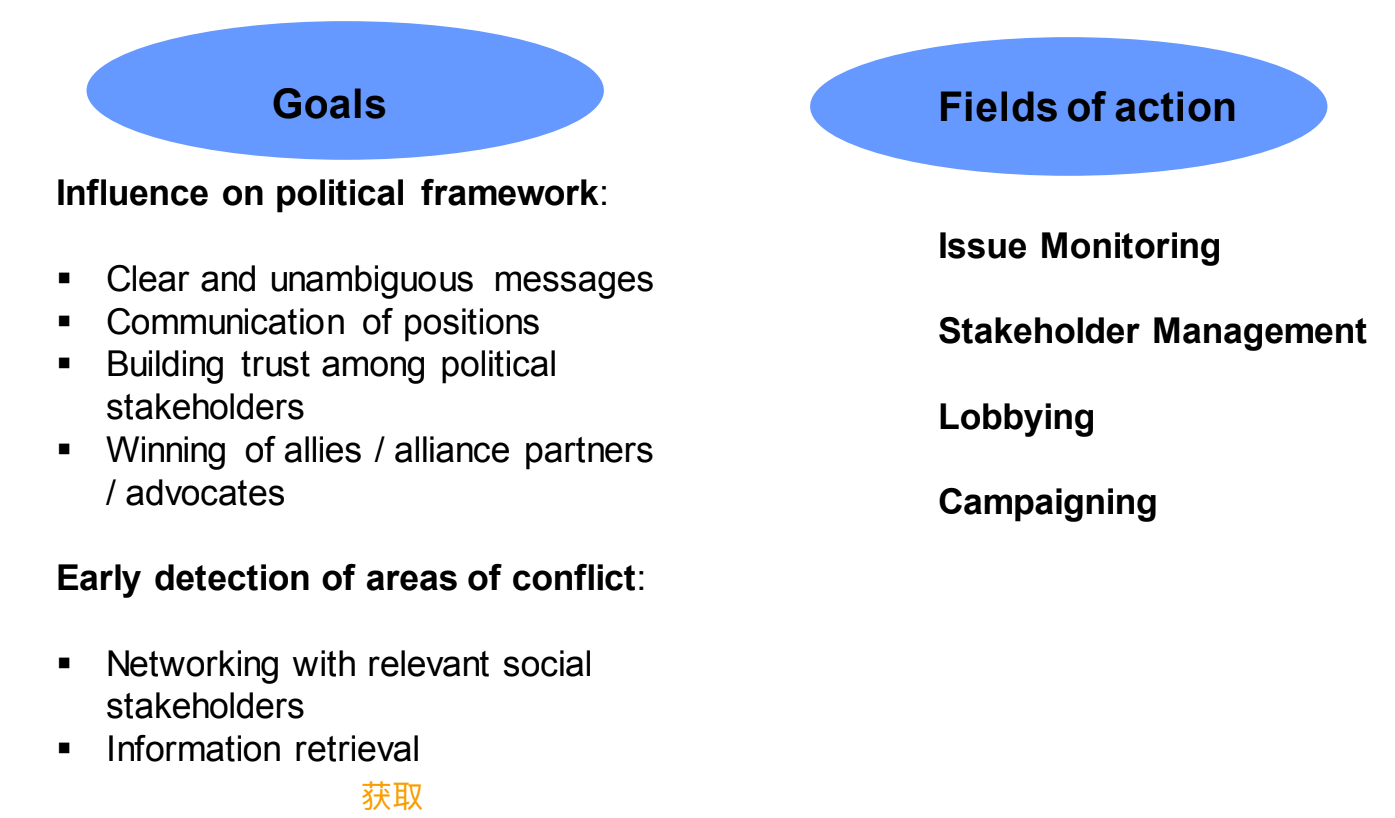 Goals
Influence on political framework:
▪ Clear and unambiguous messages
▪ Communication of positions
▪ Building trust among political
stakeholders
▪ Winning of allies / alliance partners
/ advocates
Early detection of areas of conflict:
▪ Networking with relevant social
stakeholders
▪ Information retrieval
获取
Fields of action
Issue Monitoring
Stakeholder Management
Lobbying
Campaigning